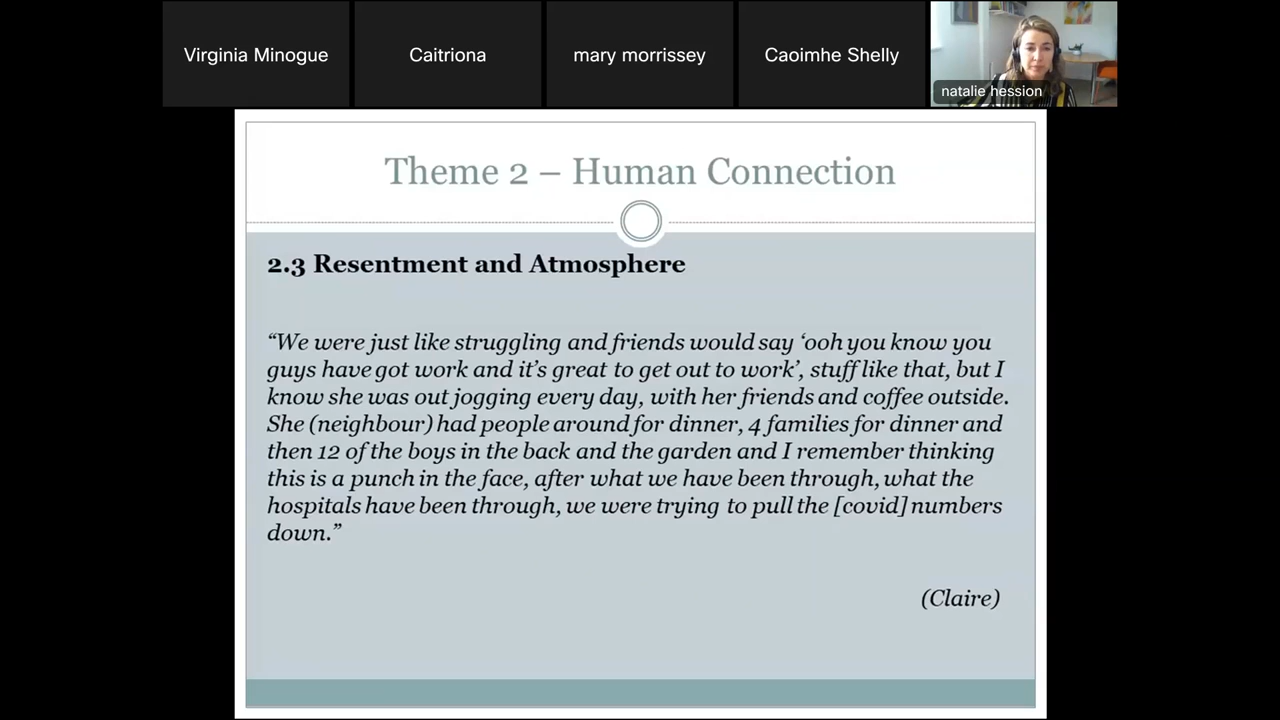 Virginia Minogue
Caitriona
mary morrissey
Caoimhe Shelly
natalie hession
Theme 2 – Human Connection
2.3 Resentment and Atmosphere
“We were just like struggling and friends would say ‘ooh you know you
guys have got work and it’s great to get out to work’, stuff like that, but I
know she was out jogging every day, with her friends and coffee outside.
She (neighbour) had people around for dinner, 4 families for dinner and
then 12 of the boys in the back and the garden and I remember thinking
this is a punch in the face, after what we have been through, what the
hospitals have been through, we were trying to pull the [covid] numbers
down.”
(Claire)